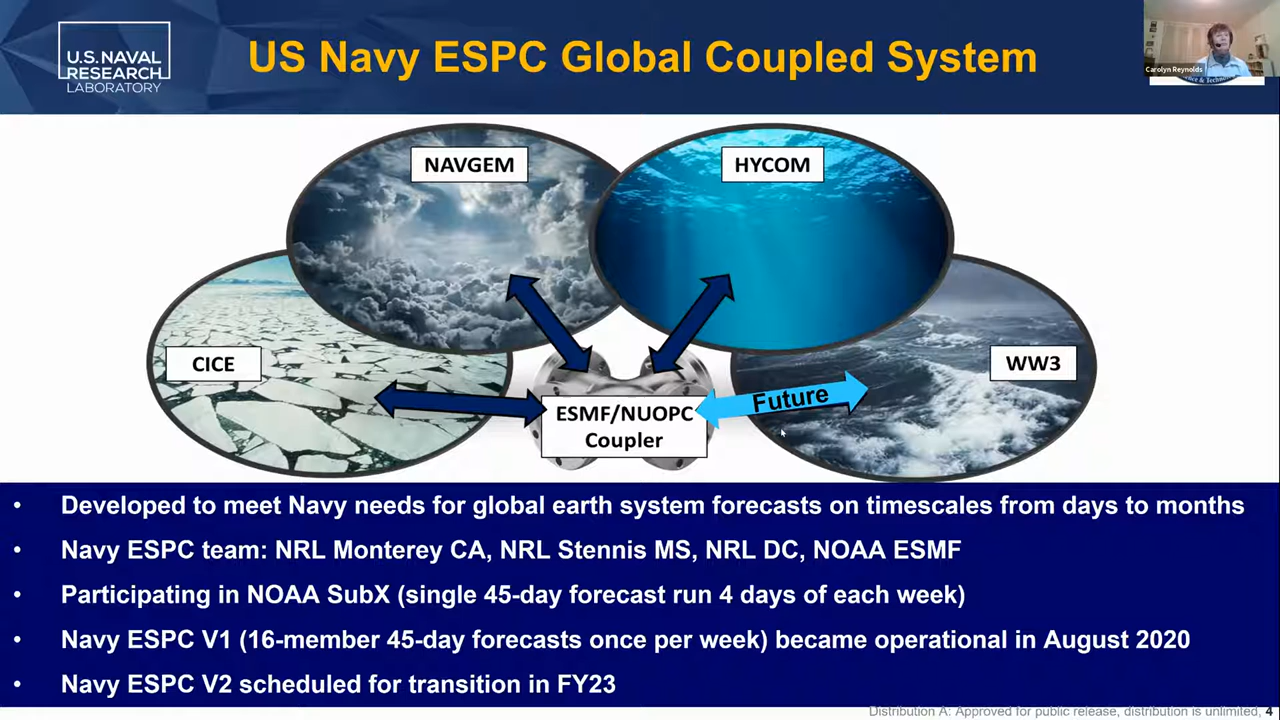 U.S. NAVAL
RESEARCH
LABORATORY
US Navy ESPC Global Coupled System
Carolyn Reynolds
NAVGEM
HYCOM
CICE
WW3
Future
ESMF/NUOPC
Coupler
• Developed to meet Navy needs for global earth system forecasts on timescales from days to months
• Navy ESPC team: NRL Monterey CA, NRL Stennis MS, NRL DC, NOAA ESMF
• Participating in NOAA SubX (single 45-day forecast run 4 days of each week)
• Navy ESPC V1 (16-member 45-day forecasts once per week) became operational in August 2020
• Navy ESPC V2 scheduled for transition in FY23
Distribution A: Approved for public release, distribution is unlimited, 4